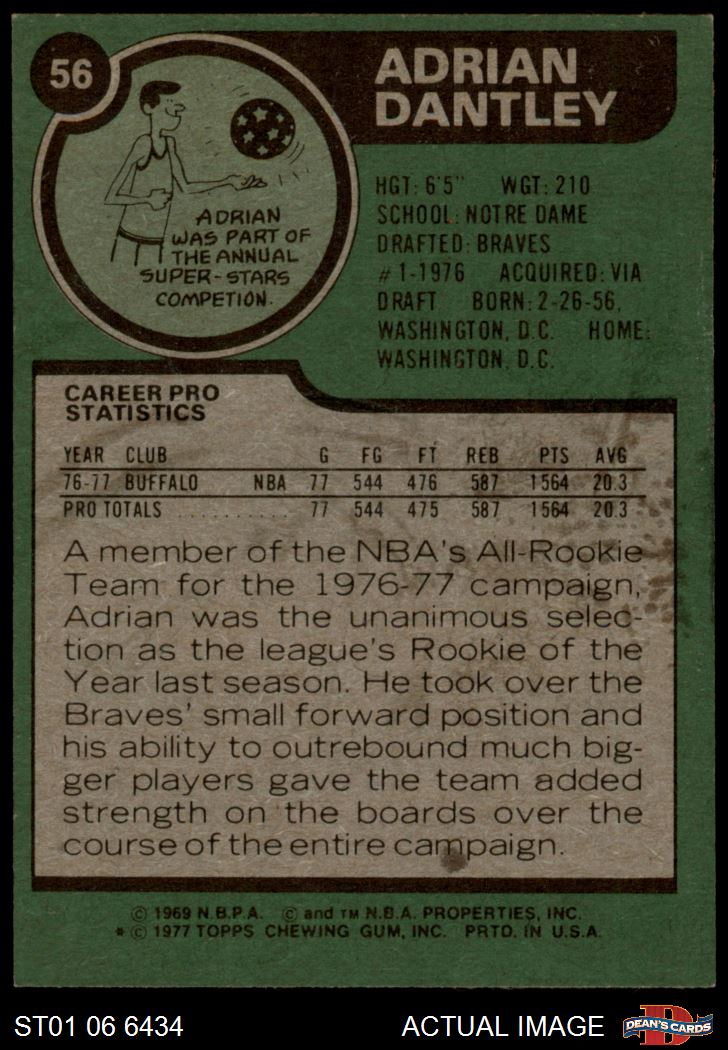 56
ADRIAN
DANTLEY
ADRIAN
WAS PART OF
THE ANNUAL
SUPER-STARS
COMPETION.
HGT: 6'5" WGT: 210
SCHOOL: NOTRE DAME
DRAFTED: BRAVES
#1-1976 ACQUIRED: VIA
DRAFT BORN: 2-26-56,
WASHINGTON, D.C. HOME:
WASHINGTON, D.C.
CAREER PRO
STATISTICS
YEAR CLUB G FG FT REB PTS AVG
76-77 BUFFALO NBA 77 544 476 587 1564 20.3
PRO TOTALS .......... 77 544 475 587 1564 20.3
A member of the NBA's All-Rookie
Team for the 1976-77 campaign,
Adrian was the unanimous selec-
tion as the league's Rookie of the
Year last season. He took over the
Braves' small forward position and
his ability to outrebound much big-
ger players gave the team added
strength on the boards over the
course of the entire campaign.
© 1969 N.B.P.A. © and TM N.B.A. PROPERTIES, INC.
* © 1977 TOPPS CHEWING GUM, INC. PRTD. IN U.S.A.
ST01 06 6434 ACTUAL IMAGE D DEAN'S CARDS